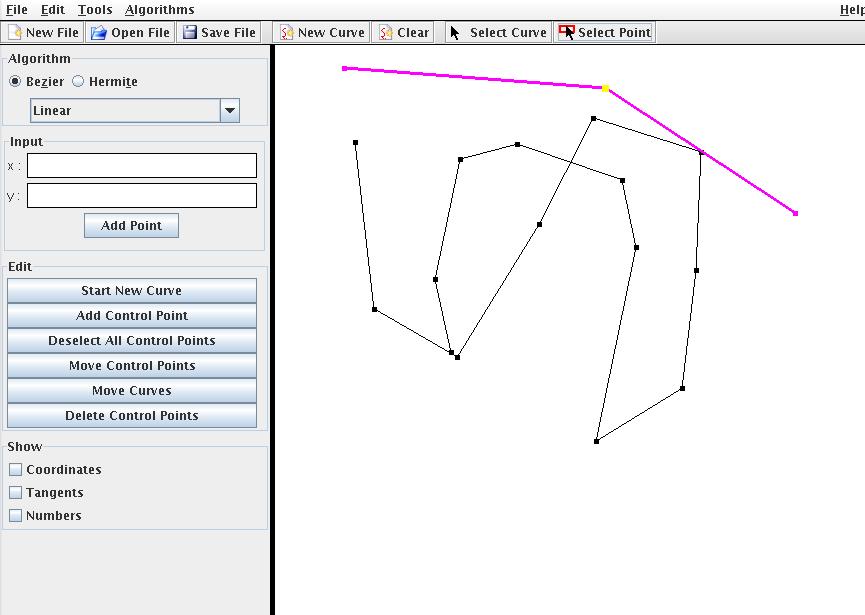 File Edit Tools Algorithms Help
New File Open File Save File New Curve Clear Select Curve Select Point
Algorithm
Bezier Hermite
Linear
Input
x :
y :
Add Point
Edit
Start New Curve
Add Control Point
Deselect All Control Points
Move Control Points
Move Curves
Delete Control Points
Show
Coordinates
Tangents
Numbers